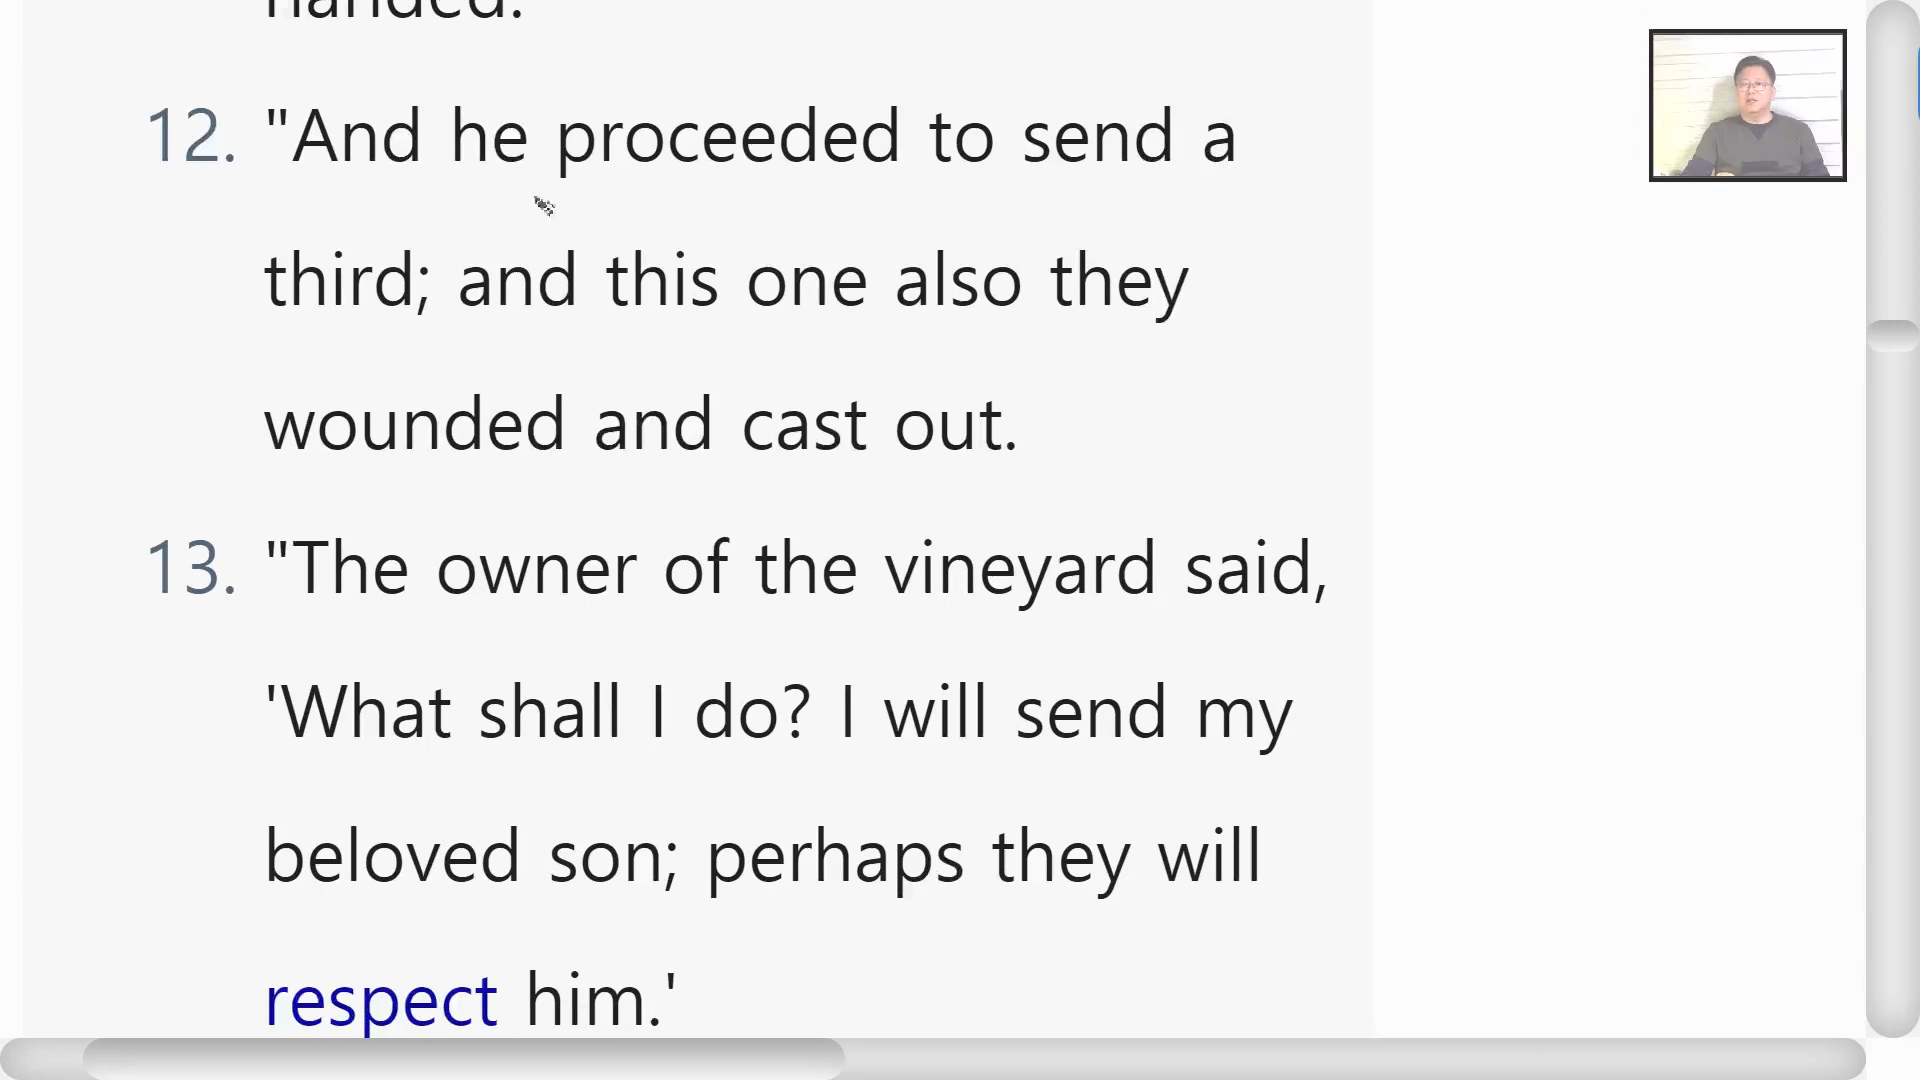 handed.
12. "And he proceeded to send a
third; and this one also they
wounded and cast out.
13. "The owner of the vineyard said,
'What shall I do? I will send my
beloved son; perhaps they will
respect him.'